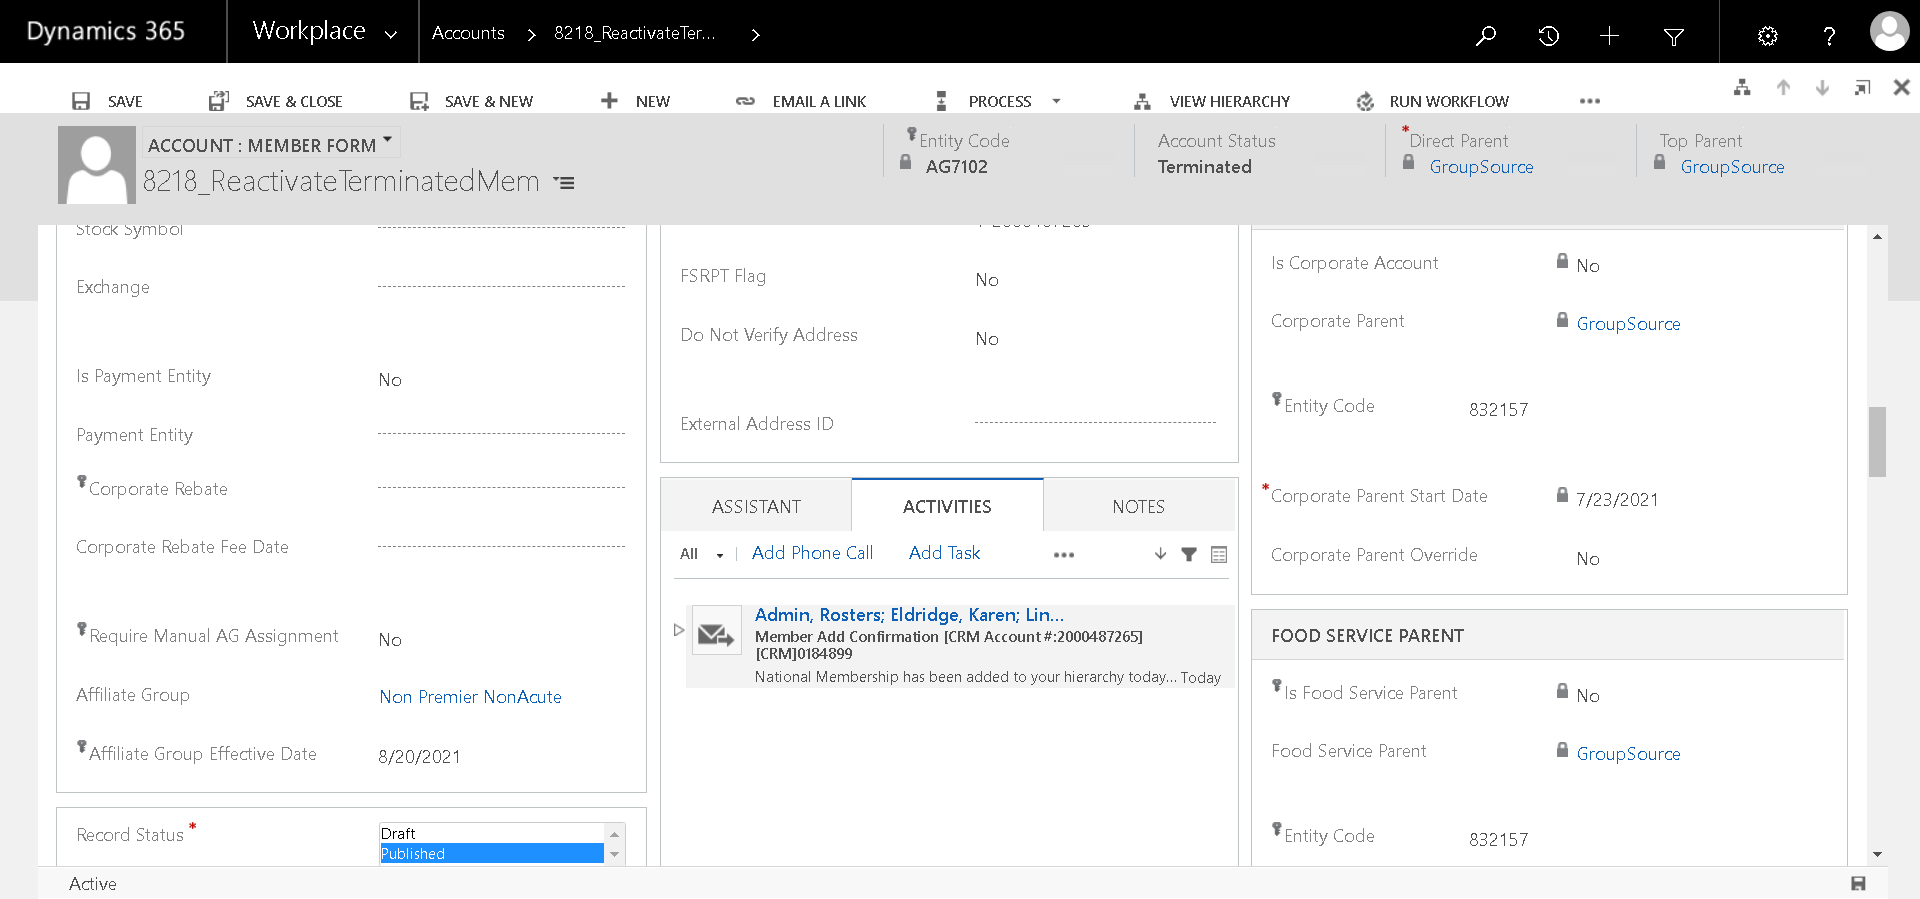 Dynamics 365
Workplace
Accounts
8218_ReactivateTer...
SAVE
SAVE & CLOSE
SAVE & NEW
NEW
EMAIL A LINK
PROCESS
VIEW HIERARCHY
RUN WORKFLOW
ACCOUNT : MEMBER FORM
8218_ReactivateTerminatedMem
Entity Code
AG7102
Account Status
Terminated
*Direct Parent
GroupSource
Top Parent
GroupSource
Stock Symbol
Exchange
Is Payment Entity
No
Payment Entity
Corporate Rebate
Corporate Rebate Fee Date
Require Manual AG Assignment
No
Affiliate Group
Non Premier NonAcute
Affiliate Group Effective Date
8/20/2021
Record Status *
Draft
Published
FSRPT Flag
No
Do Not Verify Address
No
External Address ID
ASSISTANT
ACTIVITIES
NOTES
All
Add Phone Call
Add Task
Admin, Rosters; Eldridge, Karen; Lin...
Member Add Confirmation [CRM Account #:2000487265]
[CRM]0184899
National Membership has been added to your hierarchy today... Today
Is Corporate Account
No
Corporate Parent
GroupSource
Entity Code
832157
*Corporate Parent Start Date
7/23/2021
Corporate Parent Override
No
FOOD SERVICE PARENT
Is Food Service Parent
No
Food Service Parent
GroupSource
Entity Code
832157
Active